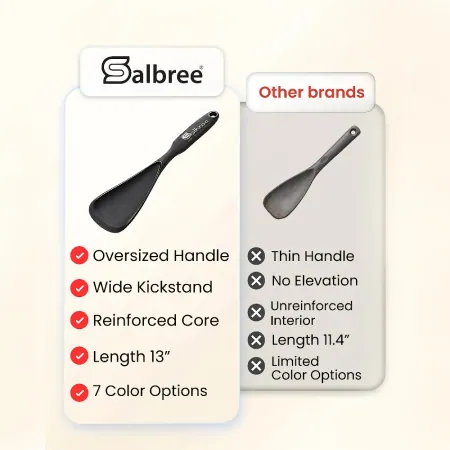 Salbree®
Other brands
Salbree
Oversized Handle
Wide Kickstand
Reinforced Core
Length 13”
7 Color Options
Thin Handle
No Elevation
Unreinforced
Interior
Length 11.4”
Limited
Color Options